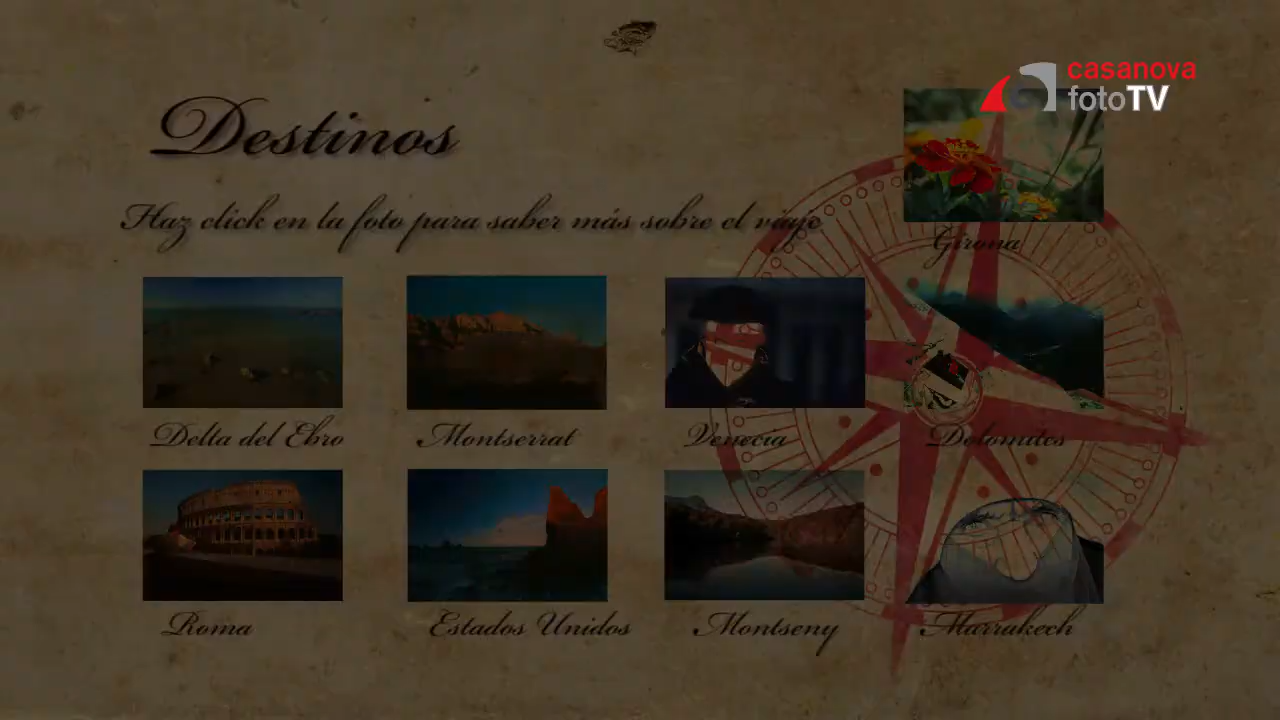 casanova
fotoTV
Destinos
Haz click en la foto para saber más sobre el viaje
Girona
Delta del Ebro
Montserrat
Venecia
Dolomites
Roma
Estados Unidos
Montseny
Marrakech